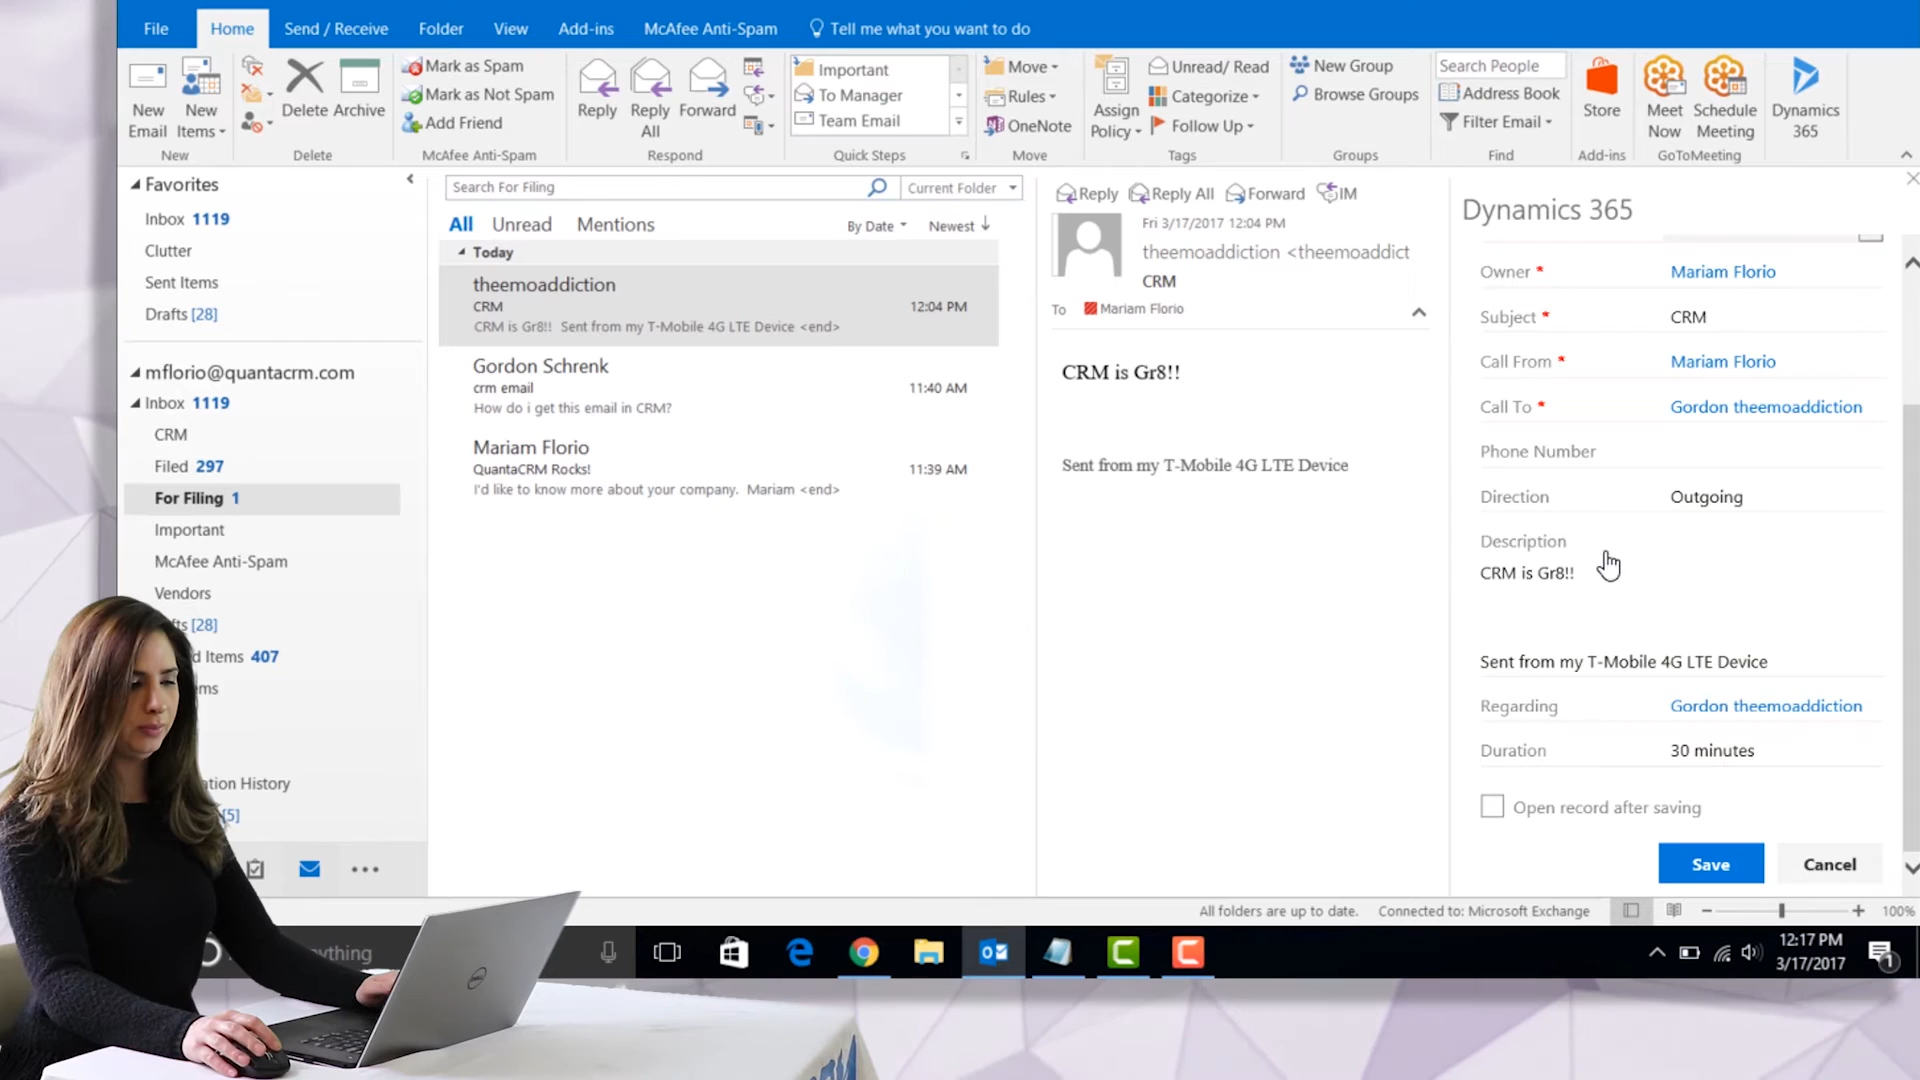 File Home Send / Receive Folder View Add-ins McAfee Anti-Spam Tell me what you want to do
New Email
New Items
New
Delete
Archive
Delete
Mark as Spam
Mark as Not Spam
Add Friend
McAfee Anti-Spam
Reply
Reply All
Forward
Respond
Important
To Manager
Team Email
Quick Steps
Move
Rules
OneNote
Move
Assign Policy
Unread/ Read
Categorize
Follow Up
Tags
New Group
Browse Groups
Groups
Search People
Address Book
Filter Email
Find
Store
Add-ins
Meet Now
Schedule Meeting
GoToMeeting
Dynamics 365
Favorites
Inbox 1119
Clutter
Sent Items
Drafts [28]
mflorio@quantacrm.com
Inbox 1119
CRM
Filed 297
For Filing 1
Important
McAfee Anti-Spam
Vendors
fts [28]
d Items 407
ms
ation History
[5]
Search For Filing
Current Folder
All Unread Mentions
By Date Newest
Today
theemoaddiction
CRM 12:04 PM
CRM is Gr8!! Sent from my T-Mobile 4G LTE Device <end>
Gordon Schrenk
crm email 11:40 AM
How do i get this email in CRM?
Mariam Florio
QuantaCRM Rocks! 11:39 AM
I'd like to know more about your company. Mariam <end>
Reply Reply All Forward IM
Fri 3/17/2017 12:04 PM
theemoaddiction <theemoaddict
CRM
To Mariam Florio
CRM is Gr8!!
Sent from my T-Mobile 4G LTE Device
Dynamics 365
Owner * Mariam Florio
Subject * CRM
Call From * Mariam Florio
Call To * Gordon theemoaddiction
Phone Number
Direction Outgoing
Description
CRM is Gr8!!
Sent from my T-Mobile 4G LTE Device
Regarding Gordon theemoaddiction
Duration 30 minutes
Open record after saving
Save Cancel
All folders are up to date. Connected to: Microsoft Exchange 100%
ything
12:17 PM
3/17/2017
1
DELL